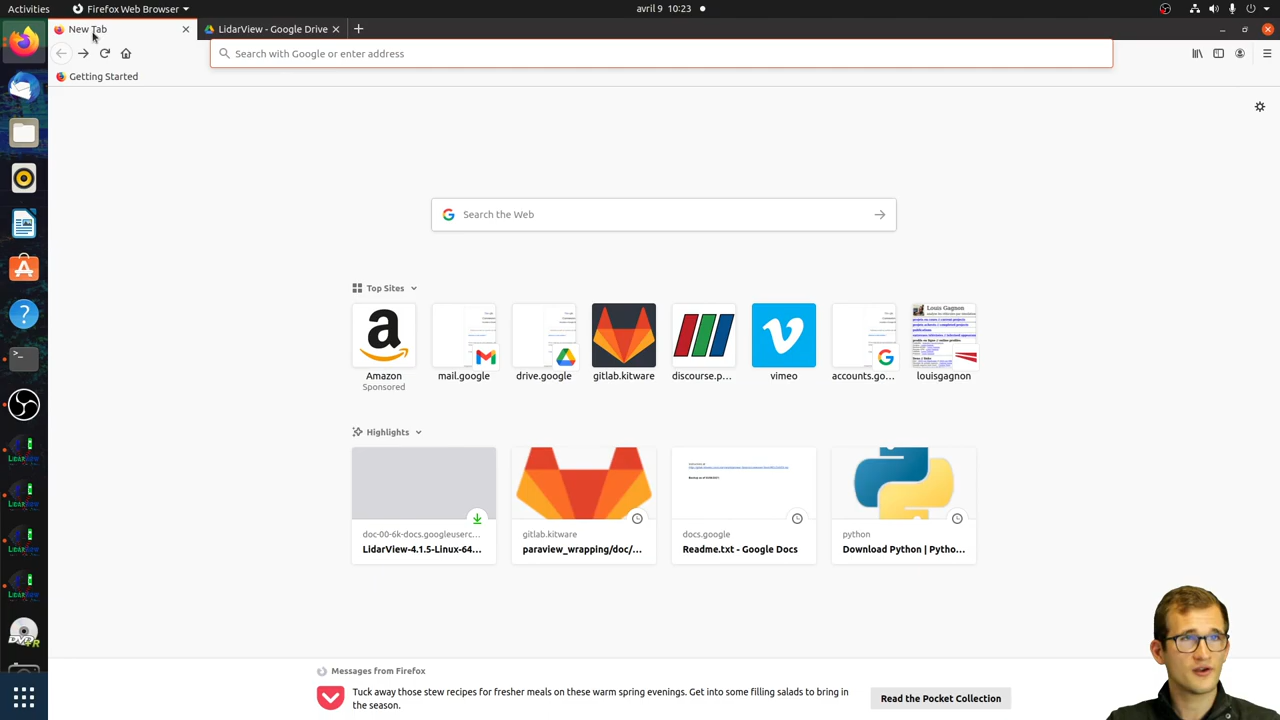 Activities
Firefox Web Browser
avril 9 10:23
New Tab
LidarView - Google Drive
Search with Google or enter address
Getting Started
Search the Web
Top Sites
Amazon
Sponsored
mail.google
drive.google
gitlab.kitware
discourse.p...
vimeo
accounts.go...
louisgagnon
Louis Gagnon
Highlights
doc-00-6k-docs.googleuserc...
LidarView-4.1.5-Linux-64...
gitlab.kitware
paraview_wrapping/doc/...
docs.google
Readme.txt - Google Docs
python
Download Python | Pytho...
Messages from Firefox
Tuck away those stew recipes for fresher meals on these warm spring evenings. Get into some filling salads to bring in
the season.
Read the Pocket Collection